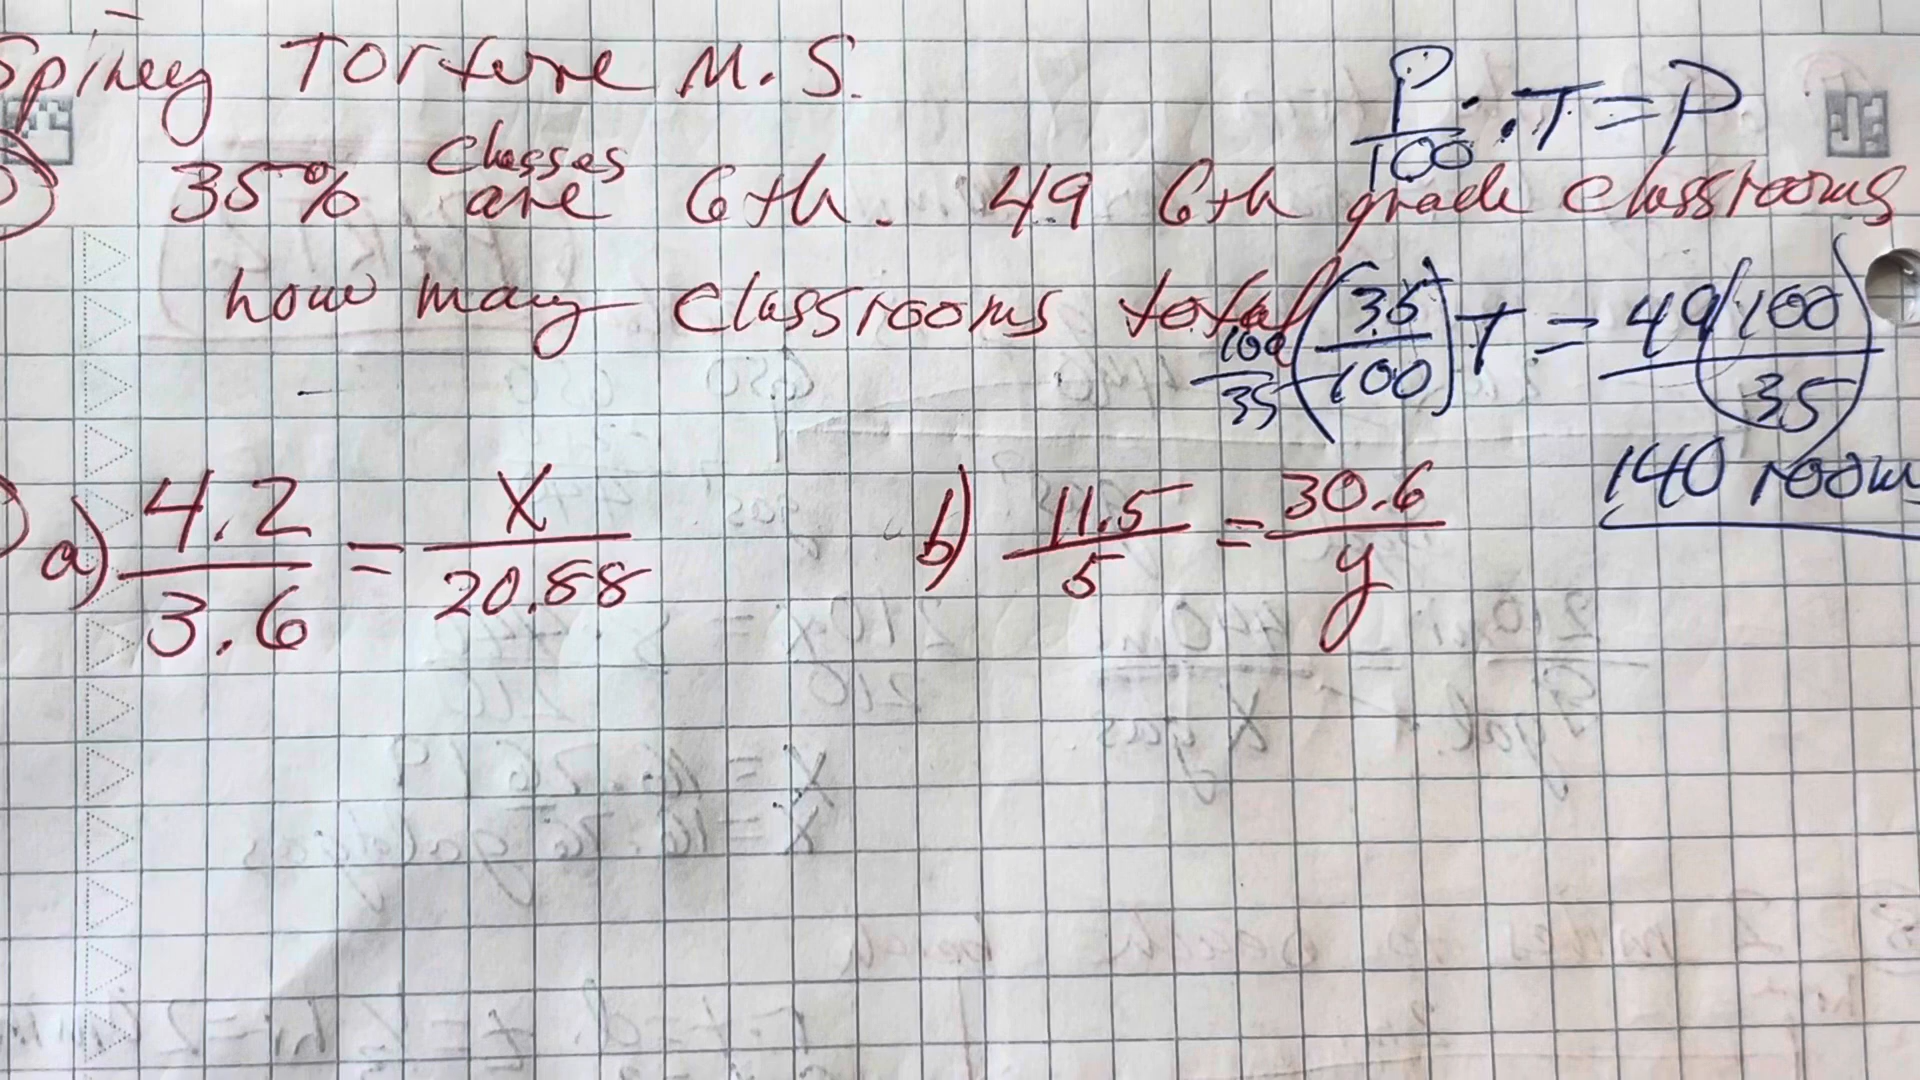 Spiney Torture M.S.
P/100 · T = P
35% classes are 6th. 49 6th grade classrooms
how many classrooms total
100/35 (35/100) T = 49 (100/35)
140 room
a) 4.2/3.6 = X/20.88
b) 11.5/5 = 30.6/y